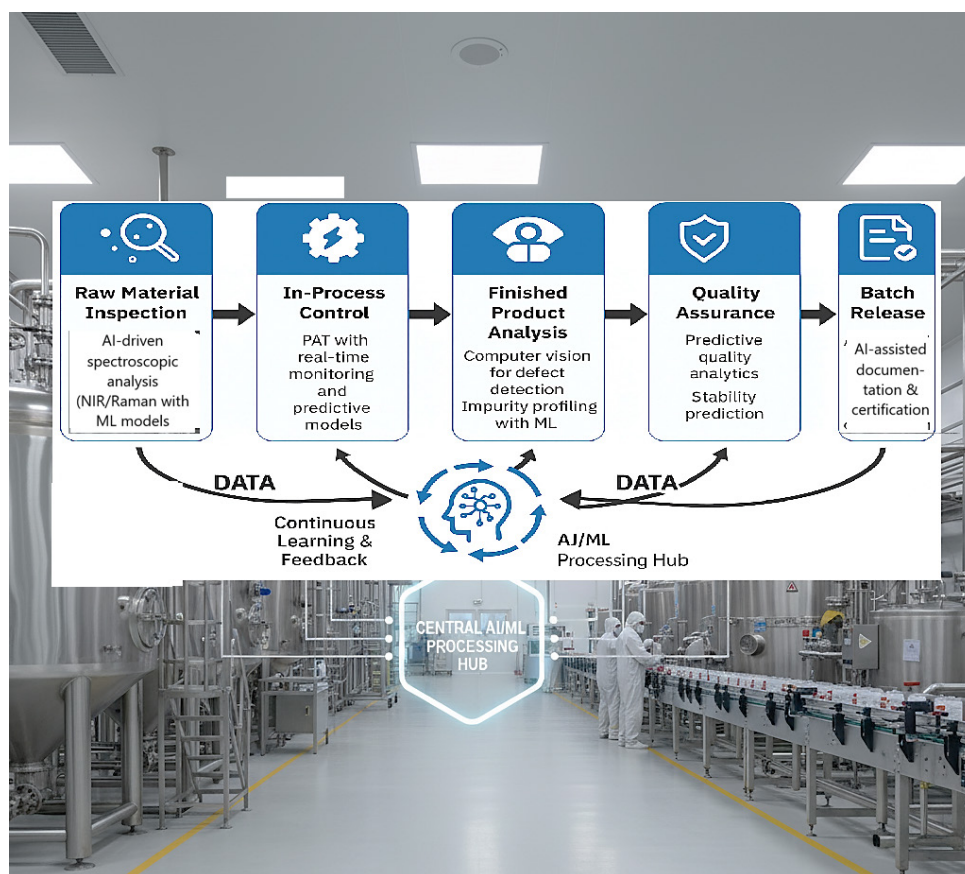 Raw Material
Inspection
AI-driven
spectroscopic
analysis
(NIR/Raman with
ML models
In-Process
Control
PAT with
real-time
monitoring
and
predictive
models
Finished
Product
Analysis
Computer vision
for defect
detection
Impurity profiling
with ML
Quality
Assurance
Predictive
quality
analytics
Stability
prediction
Batch
Release
AI-assisted
documen-
tation &
certification
DATA
DATA
Continuous
Learning &
Feedback
AJ/ML
Processing Hub
CENTRAL AI/ML
PROCESSING
HUB